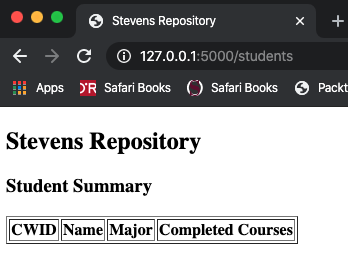 Stevens Repository
127.0.0.1:5000/students
Apps Safari Books Safari Books Packt
Stevens Repository
Student Summary
CWID Name Major Completed Courses